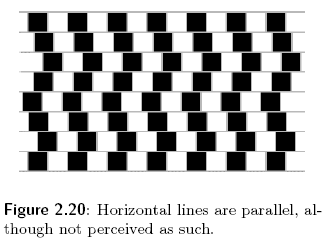 Figure 2.20: Horizontal lines are parallel, al-
though not perceived as such.